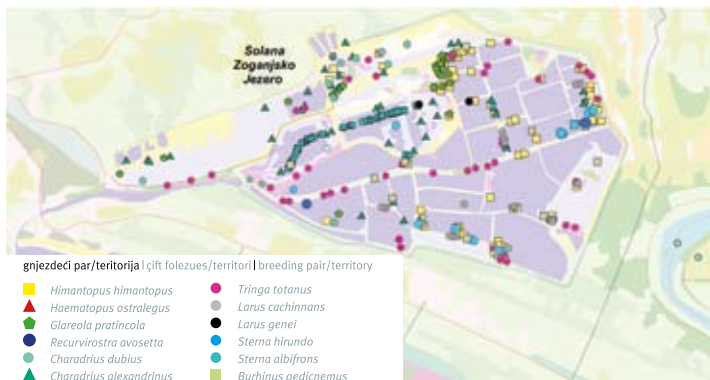 Solana
Zoganjsko
Jezero
gnjezdeći par/teritorija | çift folezues/territori | breeding pair/territory
Himantopus himantopus
Haematopus ostralegus
Glareola pratincola
Recurvirostra avosetta
Charadrius dubius
Charadrius alexandrinus
Tringa totanus
Larus cachinnans
Larus genei
Sterna hirundo
Sterna albifrons
Burhinus oedicnemus